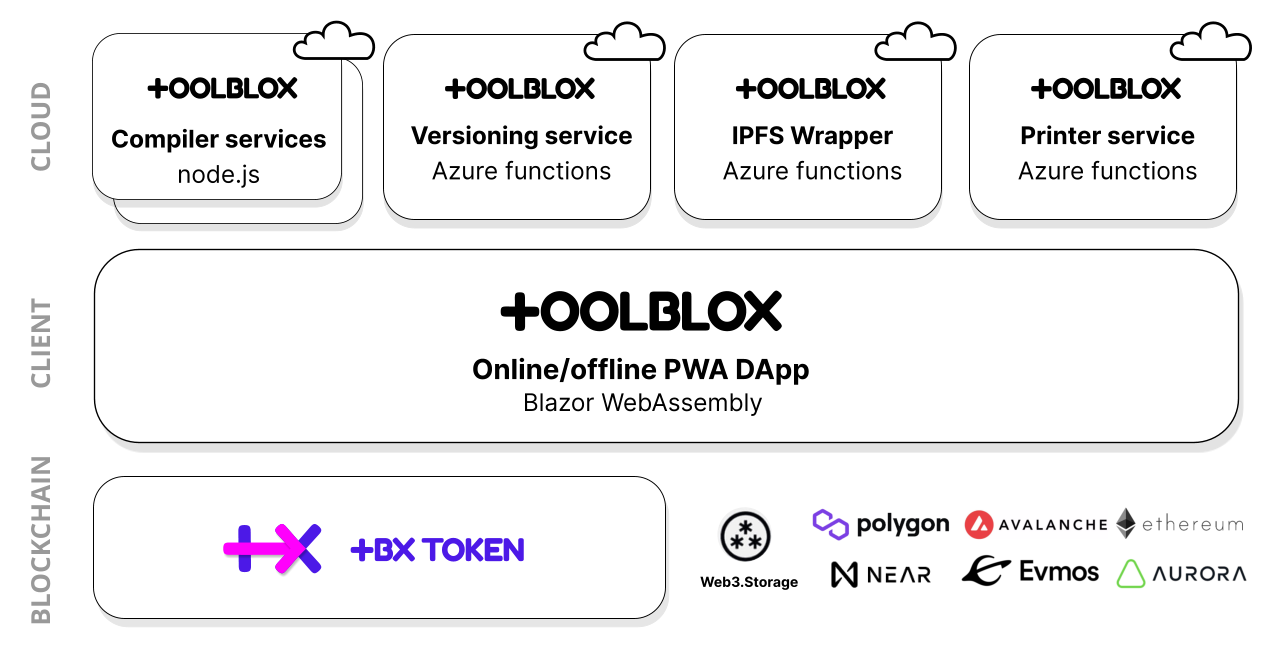 CLOUD
+OOLBLOX
Compiler services
node.js
+OOLBLOX
Versioning service
Azure functions
+OOLBLOX
IPFS Wrapper
Azure functions
+OOLBLOX
Printer service
Azure functions
CLIENT
+OOLBLOX
Online/offline PWA DApp
Blazor WebAssembly
BLOCKCHAIN
+BX TOKEN
Web3.Storage
polygon
AVALANCHE
ethereum
NEAR
Evmos
AURORA